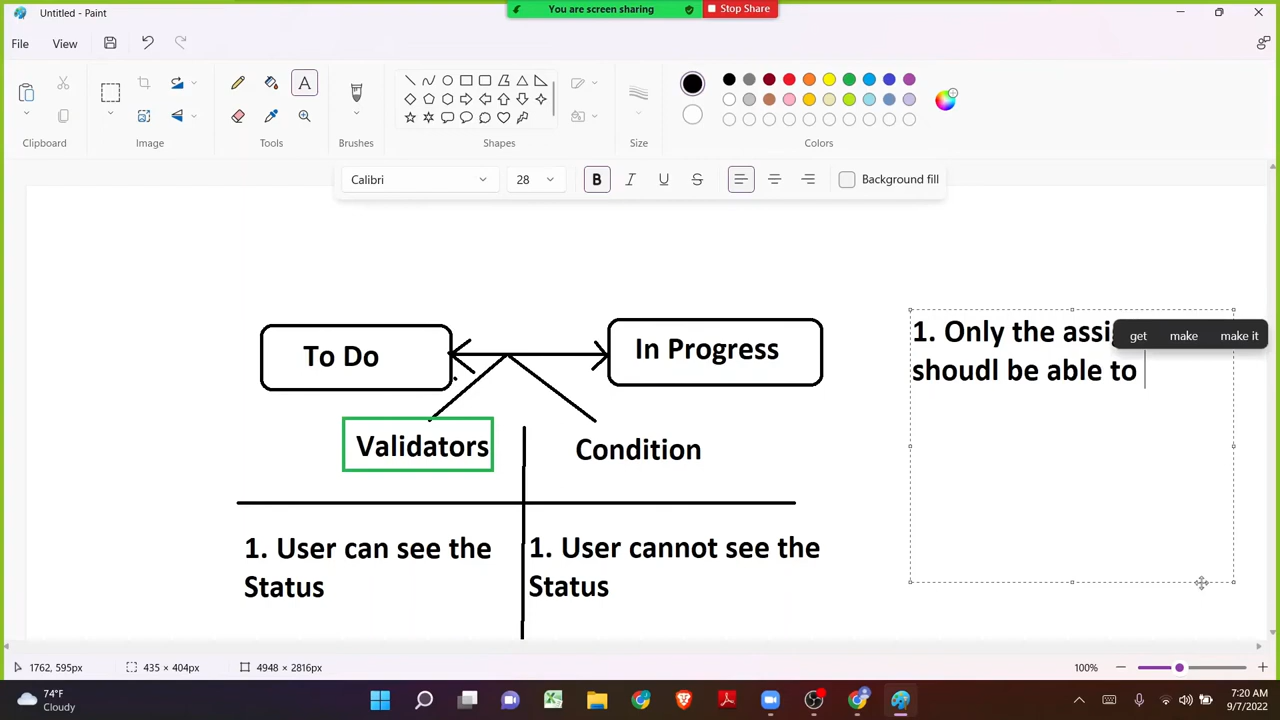 You are screen sharing
Stop Share
Untitled - Paint
File
View
Clipboard
Image
Tools
Brushes
Shapes
Size
Colors
Calibri
28
B
I
U
S
Background fill
To Do
In Progress
Validators
Condition
1. User can see the
Status
1. User cannot see the
Status
1. Only the
shoudl be able to
get
make
make it
1762, 595px
435 × 404px
4948 × 2816px
100%
74°F
Cloudy
7:20 AM
9/7/2022